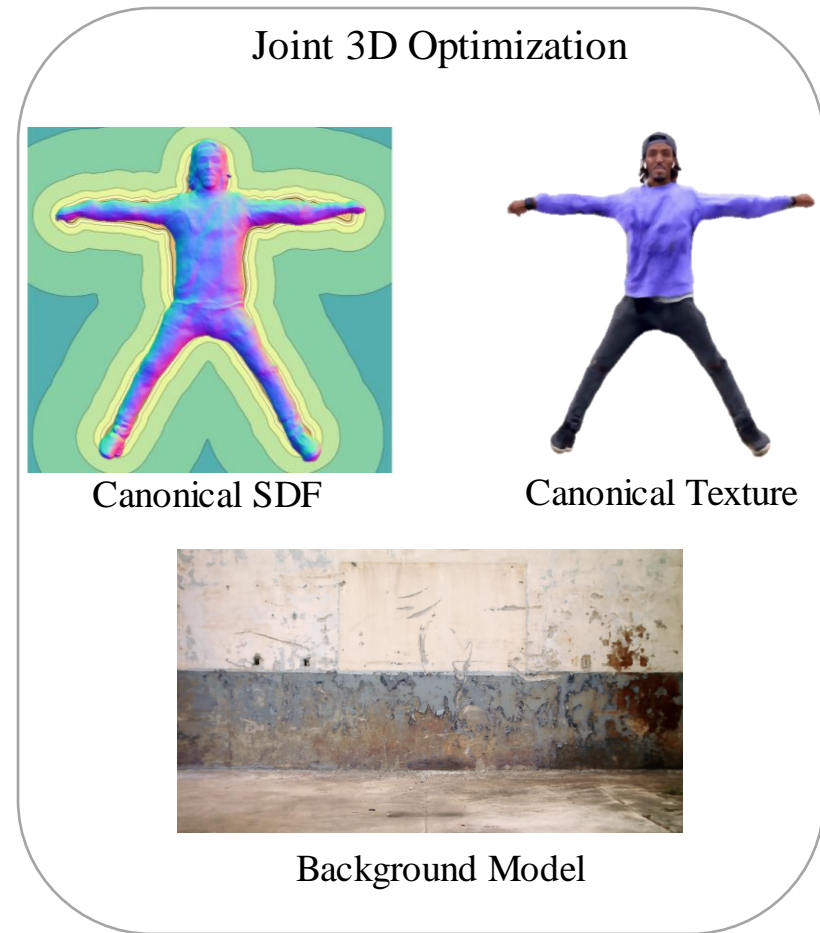 Joint 3D Optimization
Canonical SDF
Canonical Texture
Background Model